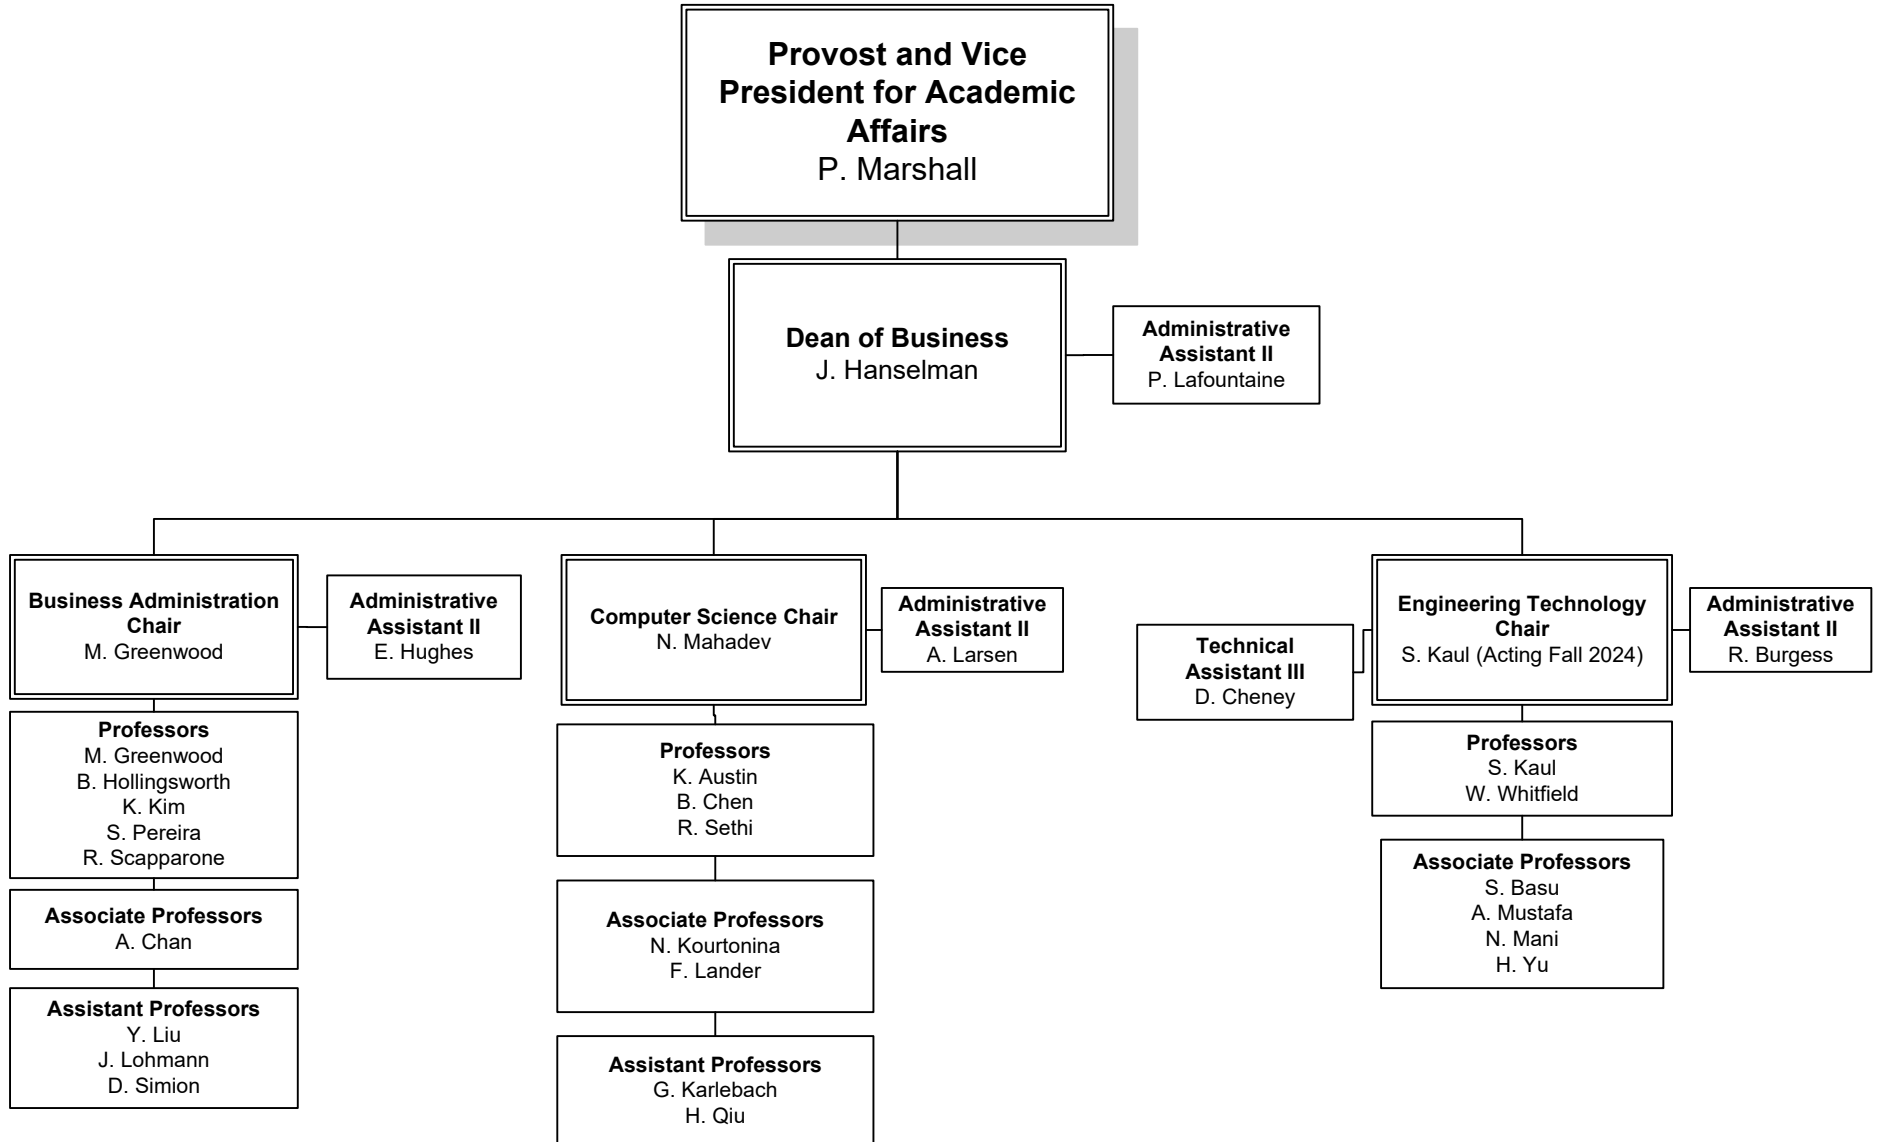 Provost and Vice
President for Academic
Affairs
P. Marshall
Dean of Business
J. Hanselman
Administrative
Assistant II
P. Lafountaine
Business Administration
Chair
M. Greenwood
Administrative
Assistant II
E. Hughes
Professors
M. Greenwood
B. Hollingsworth
K. Kim
S. Pereira
R. Scapparone
Associate Professors
A. Chan
Assistant Professors
Y. Liu
J. Lohmann
D. Simion
Computer Science Chair
N. Mahadev
Administrative
Assistant II
A. Larsen
Professors
K. Austin
B. Chen
R. Sethi
Associate Professors
N. Kourtonina
F. Lander
Assistant Professors
G. Karlebach
H. Qiu
Technical
Assistant III
D. Cheney
Engineering Technology
Chair
S. Kaul (Acting Fall 2024)
Administrative
Assistant II
R. Burgess
Professors
S. Kaul
W. Whitfield
Associate Professors
S. Basu
A. Mustafa
N. Mani
H. Yu